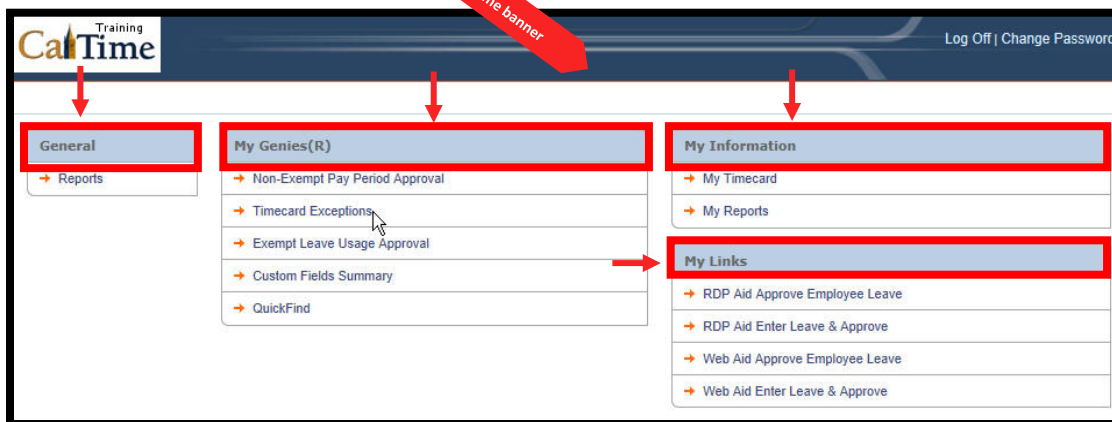 banner
Training
CalTime
Log Off | Change Password
General
Reports
My Genies(R)
Non-Exempt Pay Period Approval
Timecard Exceptions
Exempt Leave Usage Approval
Custom Fields Summary
QuickFind
My Information
My Timecard
My Reports
My Links
RDP Aid Approve Employee Leave
RDP Aid Enter Leave & Approve
Web Aid Approve Employee Leave
Web Aid Enter Leave & Approve